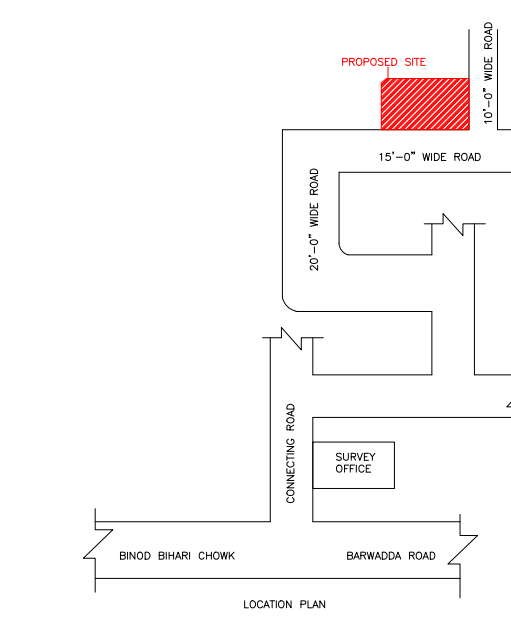 PROPOSED SITE
10'-0" WIDE ROAD
15'-0" WIDE ROAD
20'-0" WIDE ROAD
CONNECTING ROAD
SURVEY
OFFICE
BINOD BIHARI CHOWK
BARWADDA ROAD
LOCATION PLAN